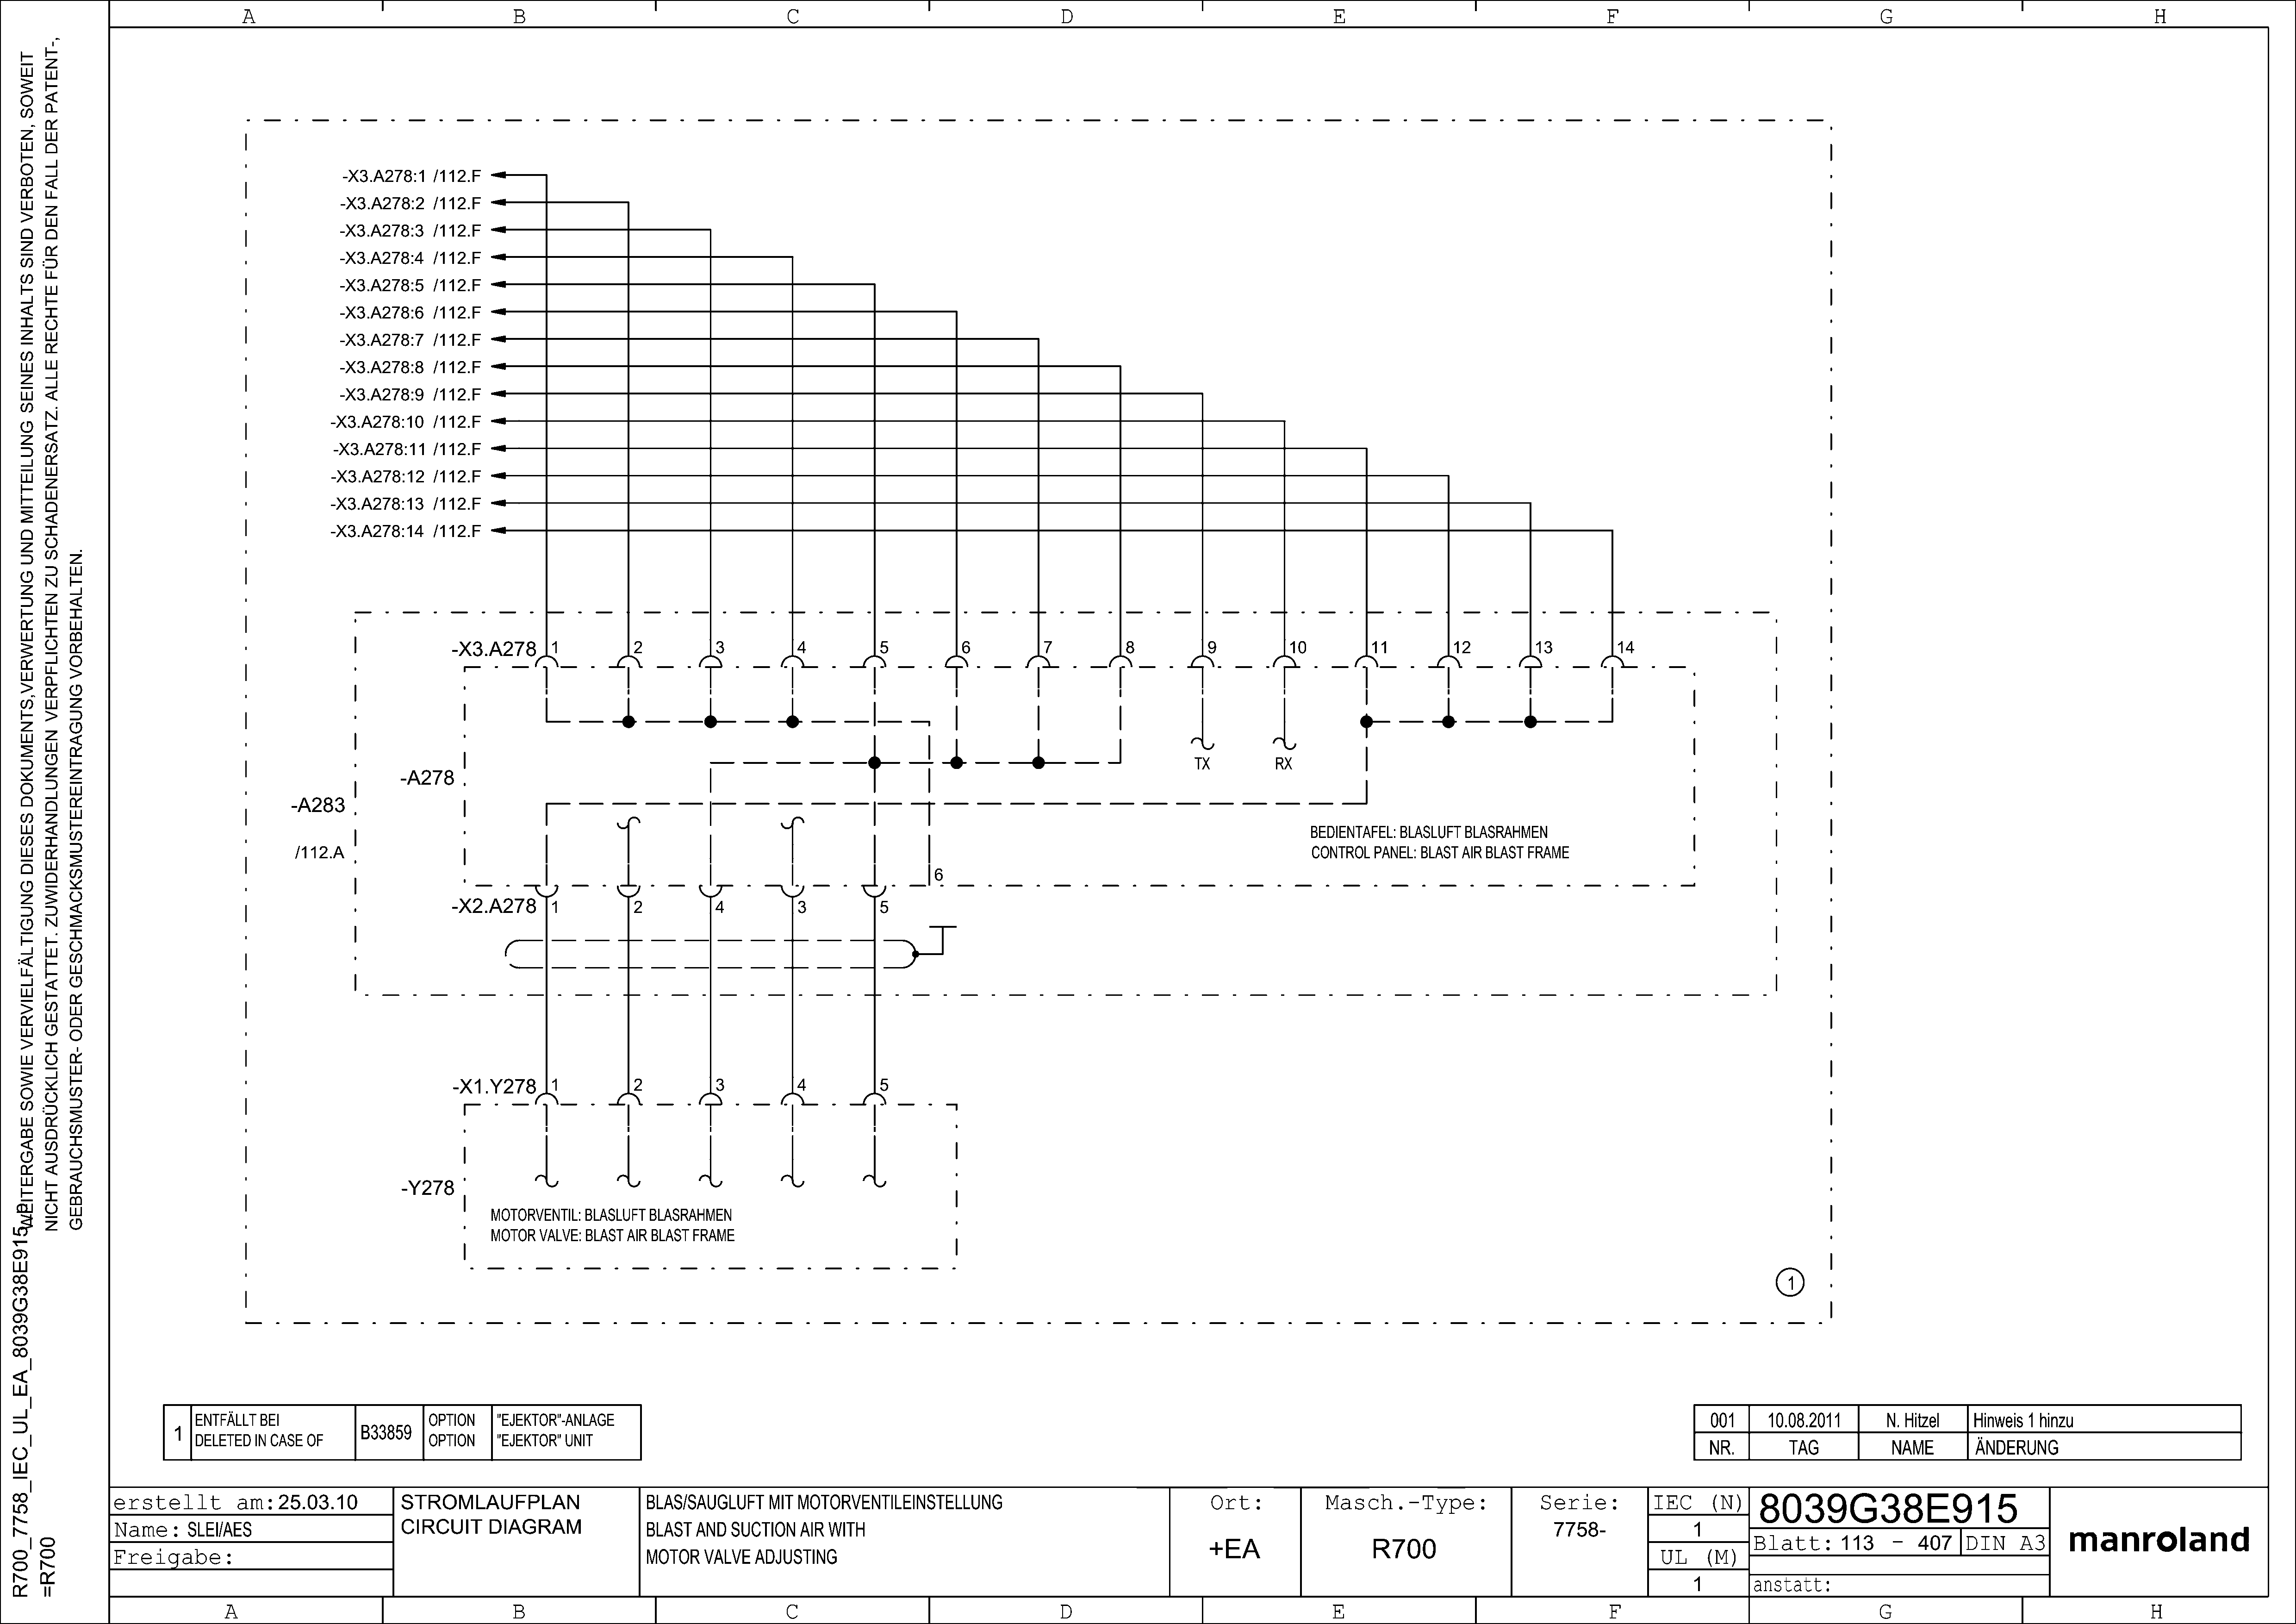 A B C D E F G H
WEITERGABE SOWIE VERVIELFÄLTIGUNG DIESES DOKUMENTS,VERWERTUNG UND MITTEILUNG SEINES INHALTS SIND VERBOTEN, SOWEIT
NICHT AUSDRÜCKLICH GESTATTET. ZUWIDERHANDLUNGEN VERPFLICHTEN ZU SCHADENERSATZ. ALLE RECHTE FÜR DEN FALL DER PATENT-,
GEBRAUCHSMUSTER- ODER GESCHMACKSMUSTEREINTRAGUNG VORBEHALTEN.
-X3.A278:1 /112.F
-X3.A278:2 /112.F
-X3.A278:3 /112.F
-X3.A278:4 /112.F
-X3.A278:5 /112.F
-X3.A278:6 /112.F
-X3.A278:7 /112.F
-X3.A278:8 /112.F
-X3.A278:9 /112.F
-X3.A278:10 /112.F
-X3.A278:11 /112.F
-X3.A278:12 /112.F
-X3.A278:13 /112.F
-X3.A278:14 /112.F
-X3.A278 1 2 3 4 5 6 7 8 9 10 11 12 13 14
TX RX
-A278
-A283
/112.A
BEDIENTAFEL: BLASLUFT BLASRAHMEN
CONTROL PANEL: BLAST AIR BLAST FRAME
6
-X2.A278 1 2 4 3 5
-X1.Y278 1 2 3 4 5
-Y278
MOTORVENTIL: BLASLUFT BLASRAHMEN
MOTOR VALVE: BLAST AIR BLAST FRAME
1
1 ENTFÄLLT BEI B33859 OPTION "EJEKTOR"-ANLAGE
DELETED IN CASE OF OPTION "EJEKTOR" UNIT
001 10.08.2011 N. Hitzel Hinweis 1 hinzu
NR. TAG NAME ÄNDERUNG
erstellt am: 25.03.10
Name: SLEI/AES
Freigabe:
STROMLAUFPLAN
CIRCUIT DIAGRAM
BLAS/SAUGLUFT MIT MOTORVENTILEINSTELLUNG
BLAST AND SUCTION AIR WITH
MOTOR VALVE ADJUSTING
Ort:
+EA
Masch.-Type:
R700
Serie:
7758-
IEC (N)
1
UL (M)
1
8039G38E915
Blatt: 113 - 407 DIN A3
anstatt:
manroland
R700_7758_IEC_UL_EA_8039G38E915
=R700
A B C D E F G H